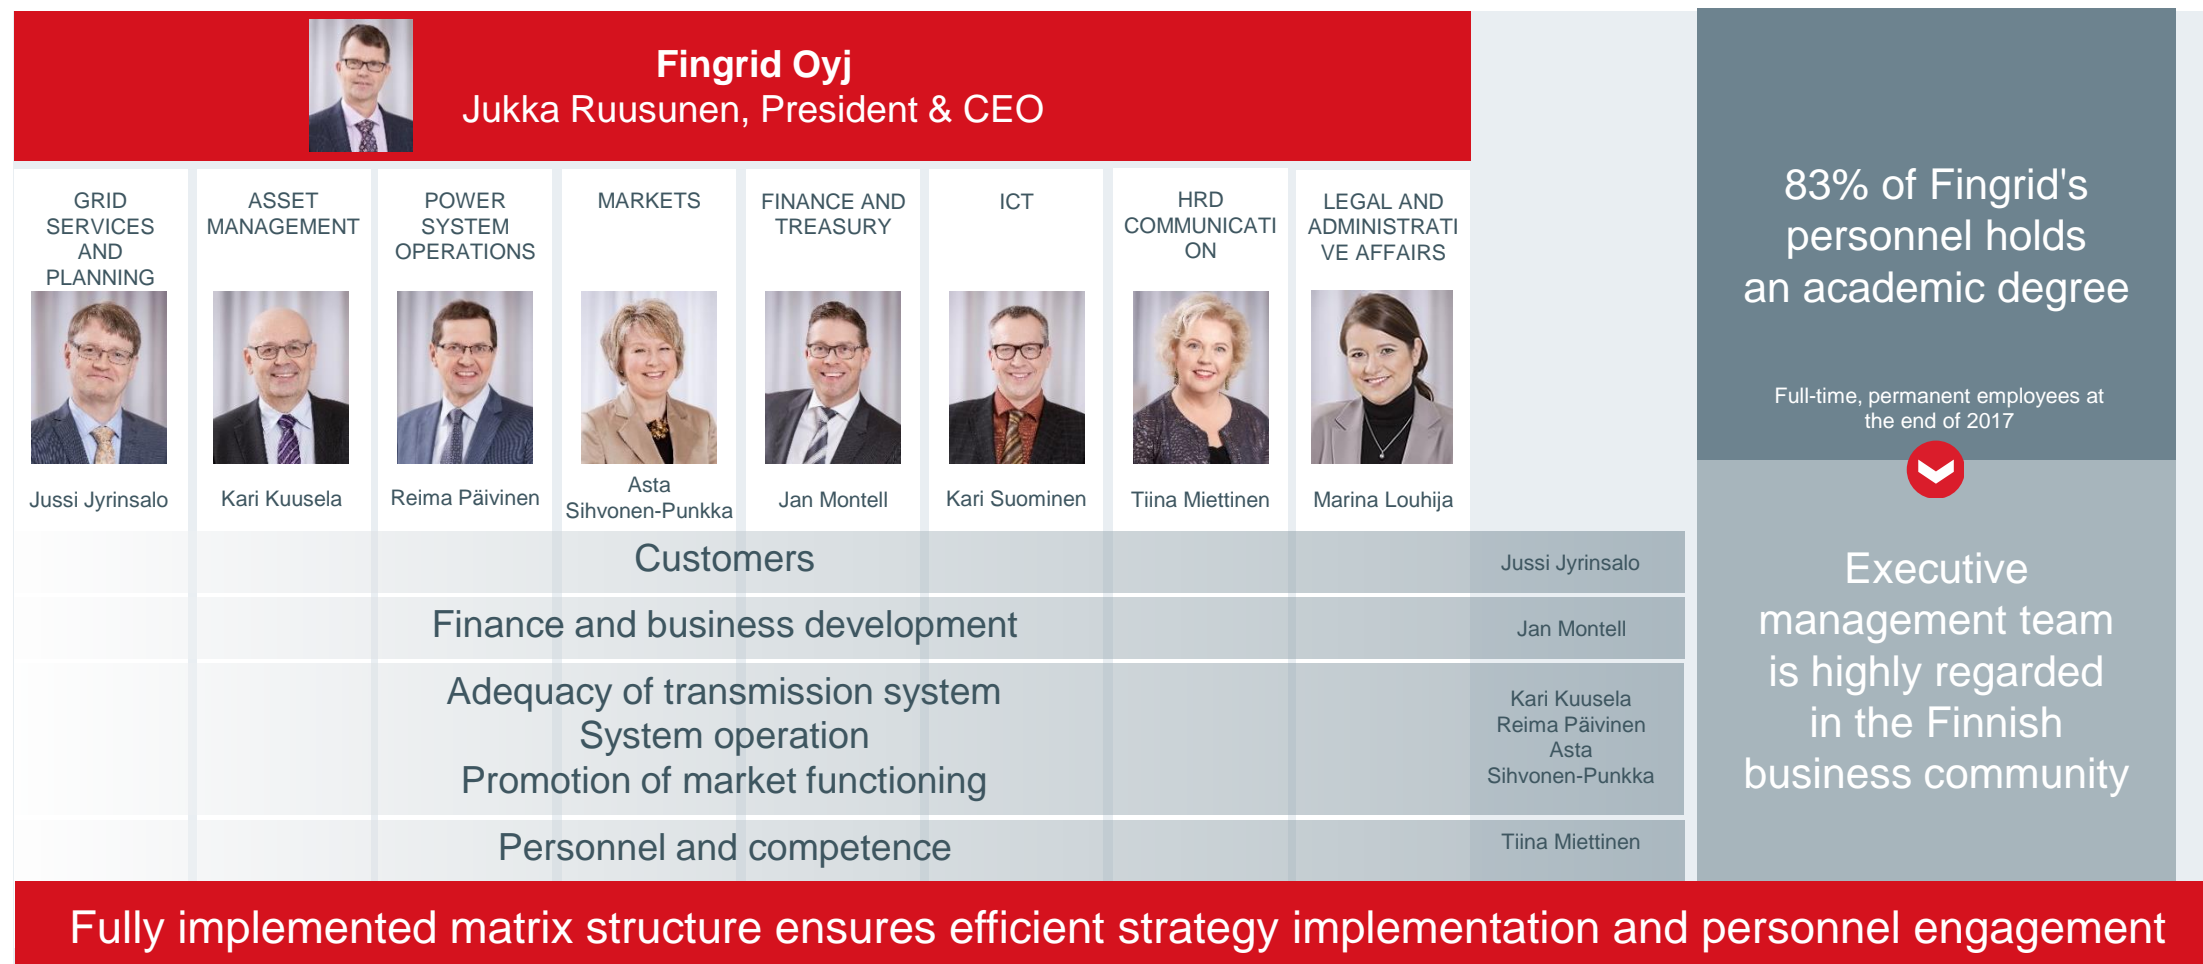 Fingrid Oyj
Jukka Ruusunen, President & CEO
GRID
SERVICES
AND
PLANNING
ASSET
MANAGEMENT
POWER
SYSTEM
OPERATIONS
MARKETS
FINANCE AND
TREASURY
ICT
HRD
COMMUNICATI
ON
LEGAL AND
ADMINISTRATI
VE AFFAIRS
Jussi Jyrinsalo
Kari Kuusela
Reima Päivinen
Asta
Sihvonen-Punkka
Jan Montell
Kari Suominen
Tiina Miettinen
Marina Louhija
Customers
Jussi Jyrinsalo
Finance and business development
Jan Montell
Adequacy of transmission system
System operation
Promotion of market functioning
Kari Kuusela
Reima Päivinen
Asta
Sihvonen-Punkka
Personnel and competence
Tiina Miettinen
83% of Fingrid's
personnel holds
an academic degree
Full-time, permanent employees at
the end of 2017
Executive
management team
is highly regarded
in the Finnish
business community
Fully implemented matrix structure ensures efficient strategy implementation and personnel engagement